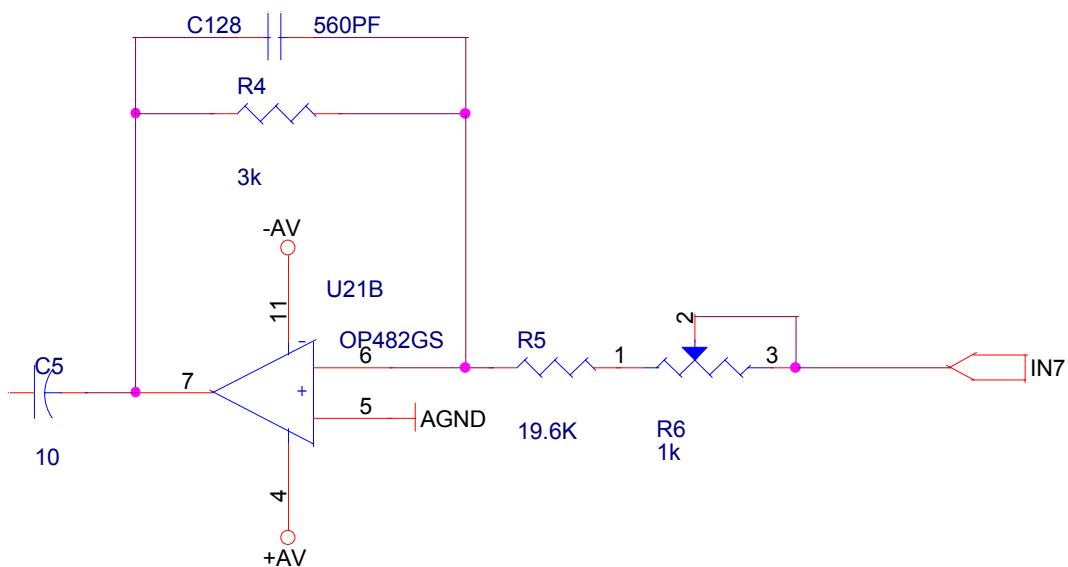 C128 560PF
R4
3k
-AV
11
U21B
OP482GS
-
+
6
5
7
4
+AV
AGND
C5
10
R5
19.6K
1
2
3
R6
1k
IN7